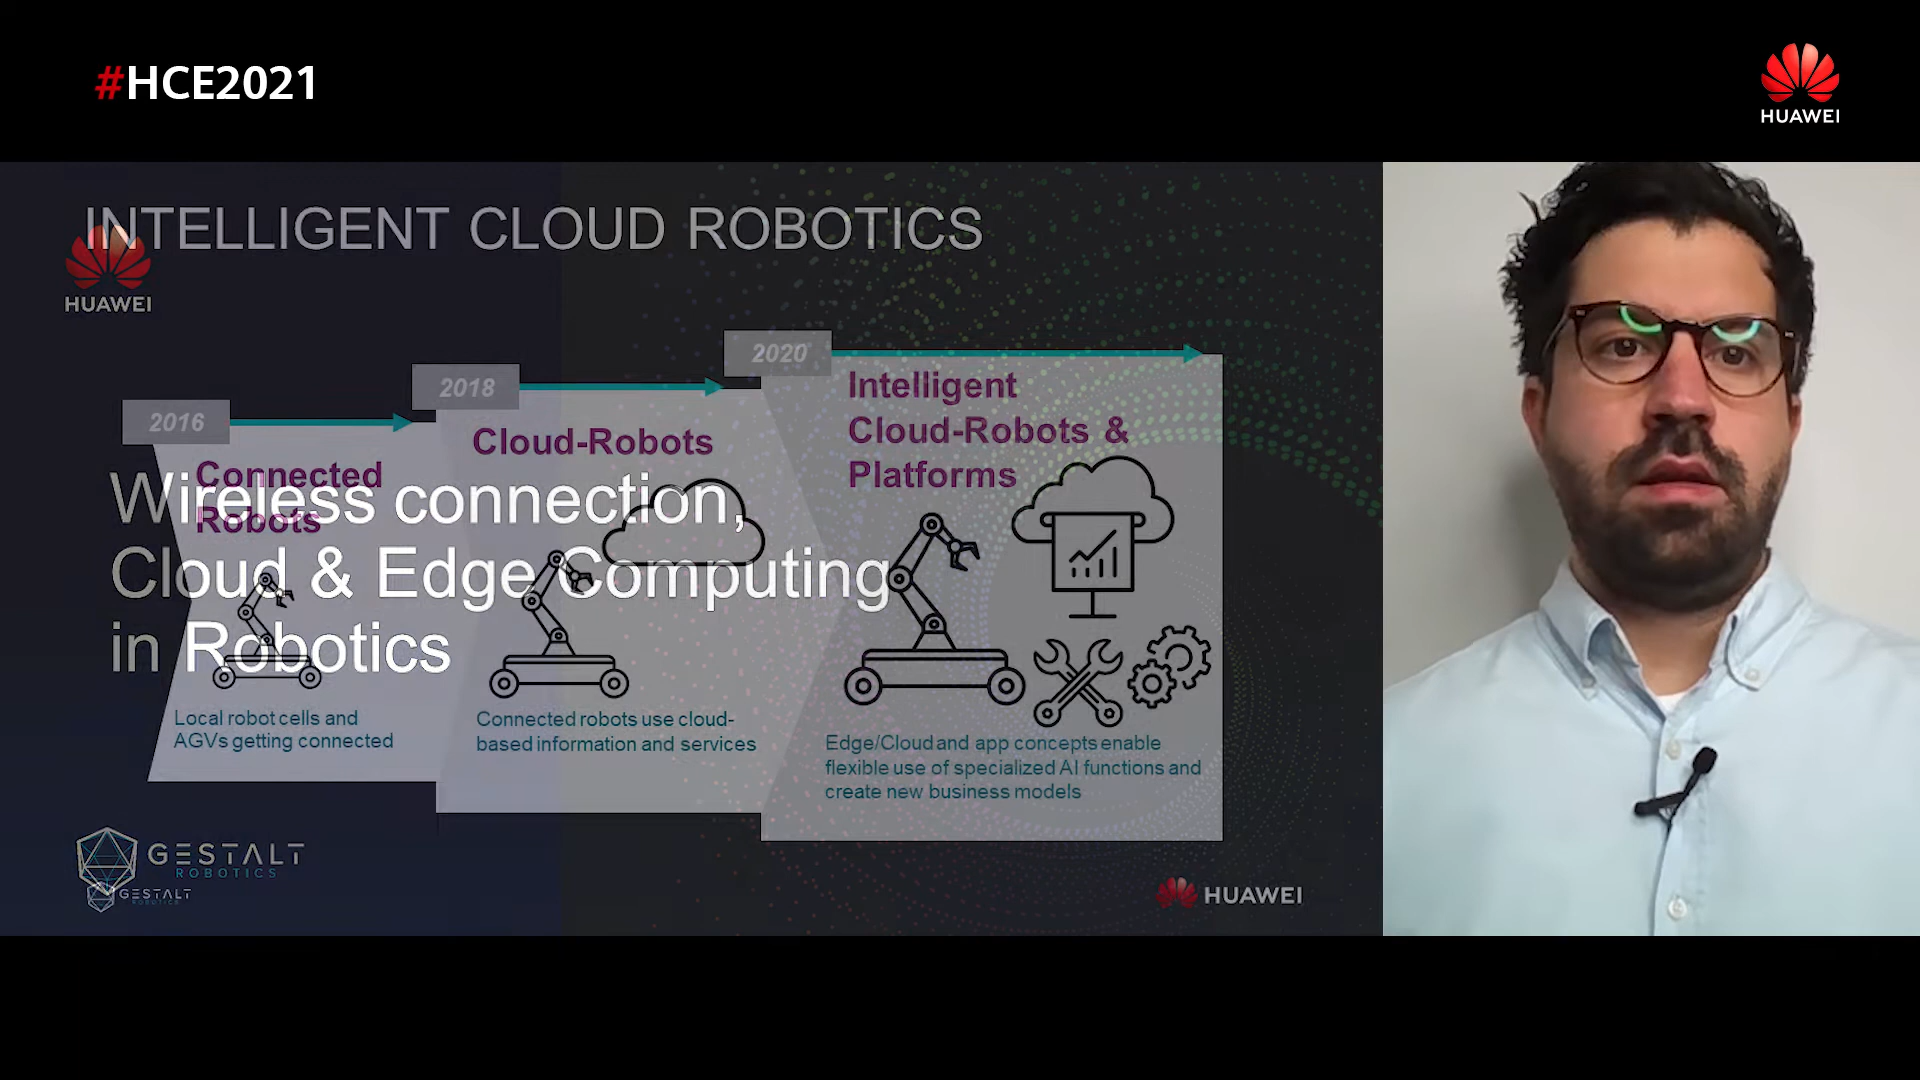 #HCE2021
HUAWEI
INTELLIGENT CLOUD ROBOTICS
HUAWEI
2016
2018
2020
Connected
Robots
Cloud-Robots
Intelligent
Cloud-Robots &
Platforms
Wireless connection,
Cloud & Edge Computing
in Robotics
Local robot cells and
AGVs getting connected
Connected robots use cloud-
based information and services
Edge/Cloud and app concepts enable
flexible use of specialized AI functions and
create new business models
GESTALT
ROBOTICS
GESTALT
ROBOTICS
HUAWEI